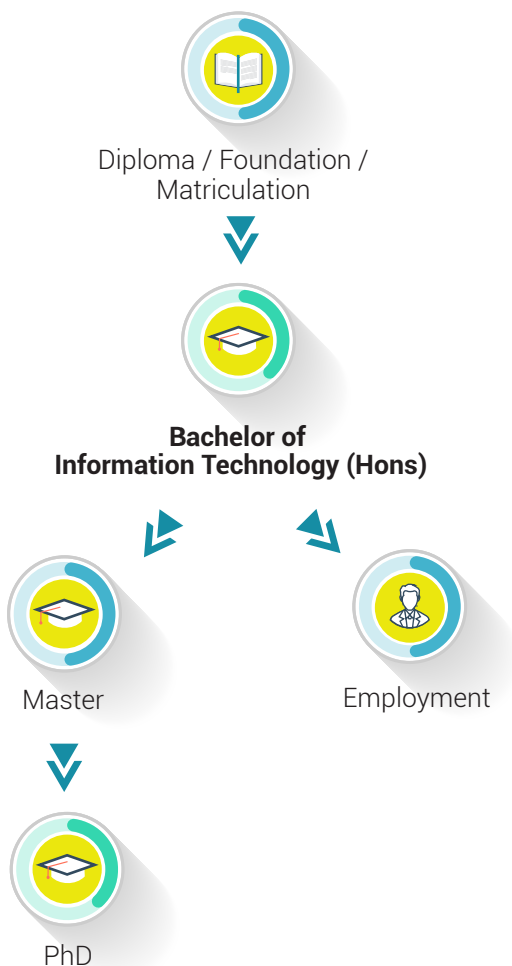 Diploma / Foundation /
Matriculation
Bachelor of
Information Technology (Hons)
Master
Employment
PhD